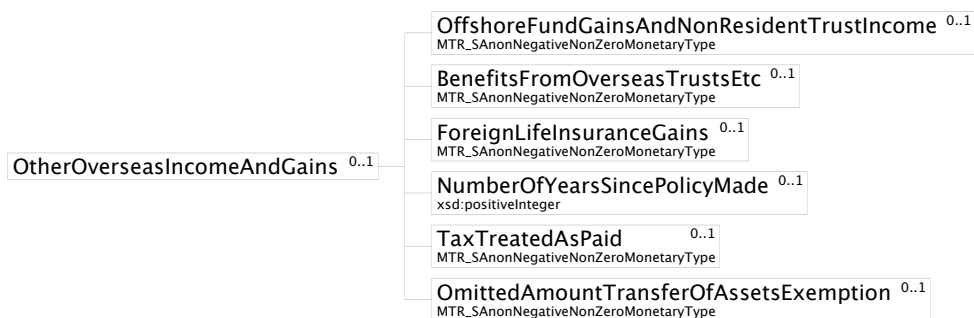 OffshoreFundGainsAndNonResidentTrustIncome 0..1
MTR_SAnonNegativeNonZeroMonetaryType
BenefitsFromOverseasTrustsEtc 0..1
MTR_SAnonNegativeNonZeroMonetaryType
ForeignLifeInsuranceGains 0..1
MTR_SAnonNegativeNonZeroMonetaryType
OtherOverseasIncomeAndGains 0..1
NumberOfYearsSincePolicyMade 0..1
xsd:positiveInteger
TaxTreatedAsPaid 0..1
MTR_SAnonNegativeNonZeroMonetaryType
OmittedAmountTransferOfAssetsExemption 0..1
MTR_SAnonNegativeNonZeroMonetaryType